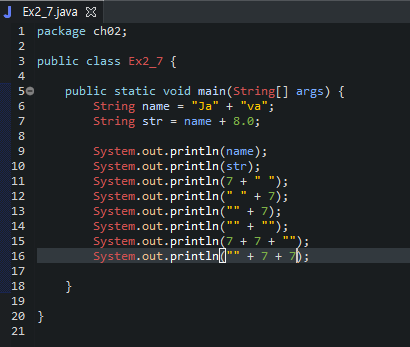 Ex2_7.java
1 package ch02;
2
3 public class Ex2_7 {
4
5     public static void main(String[] args) {
6         String name = "Ja" + "va";
7         String str = name + 8.0;
8
9         System.out.println(name);
10         System.out.println(str);
11         System.out.println(7 + " ");
12         System.out.println(" " + 7);
13         System.out.println("" + 7);
14         System.out.println("" + "");
15         System.out.println(7 + 7 + "");
16         System.out.println("" + 7 + 7);
17
18     }
19
20 }
21